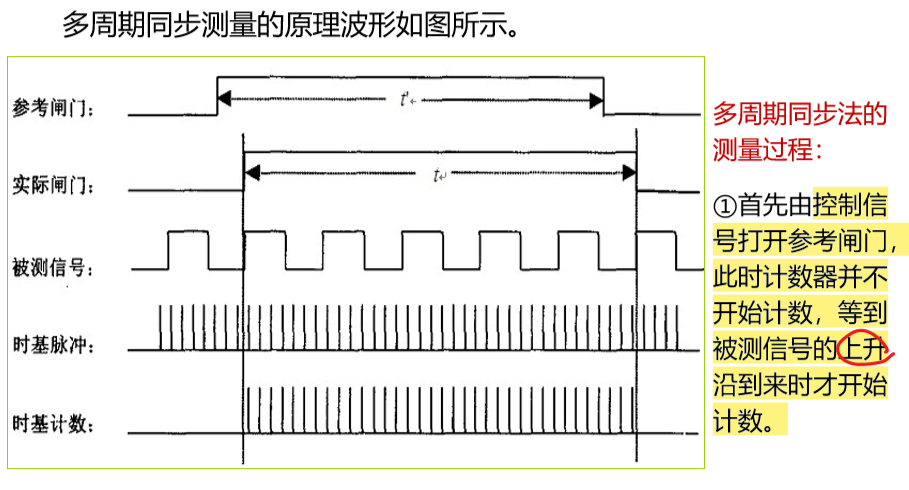 多周期同步测量的原理波形如图所示。
参考闸门：
t'
实际闸门：
t
被测信号：
时基脉冲：
时基计数：
多周期同步法的
测量过程：
①首先由控制信
号打开参考闸门，
此时计数器并不
开始计数，等到
被测信号的上升
沿到来时才开始
计数。